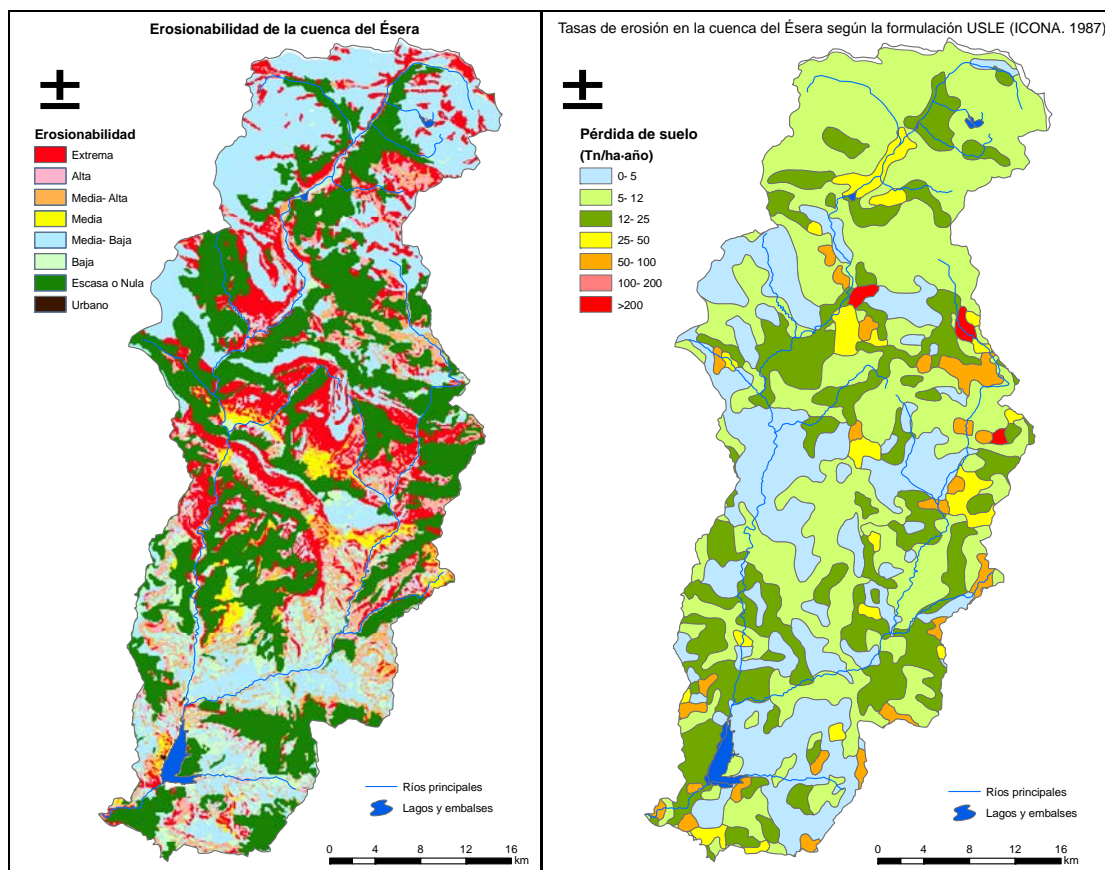 Erosionabilidad de la cuenca del Ésera
Erosionabilidad
Extrema
Alta
Media- Alta
Media
Media- Baja
Baja
Escasa o Nula
Urbano
Ríos principales
Lagos y embalses
0 4 8 12 16
km
Tasas de erosión en la cuenca del Ésera según la formulación USLE (ICONA. 1987)
Pérdida de suelo
(Tn/ha-año)
0- 5
5- 12
12- 25
25- 50
50- 100
100- 200
>200
Ríos principales
Lagos y embalses
0 4 8 12 16
km